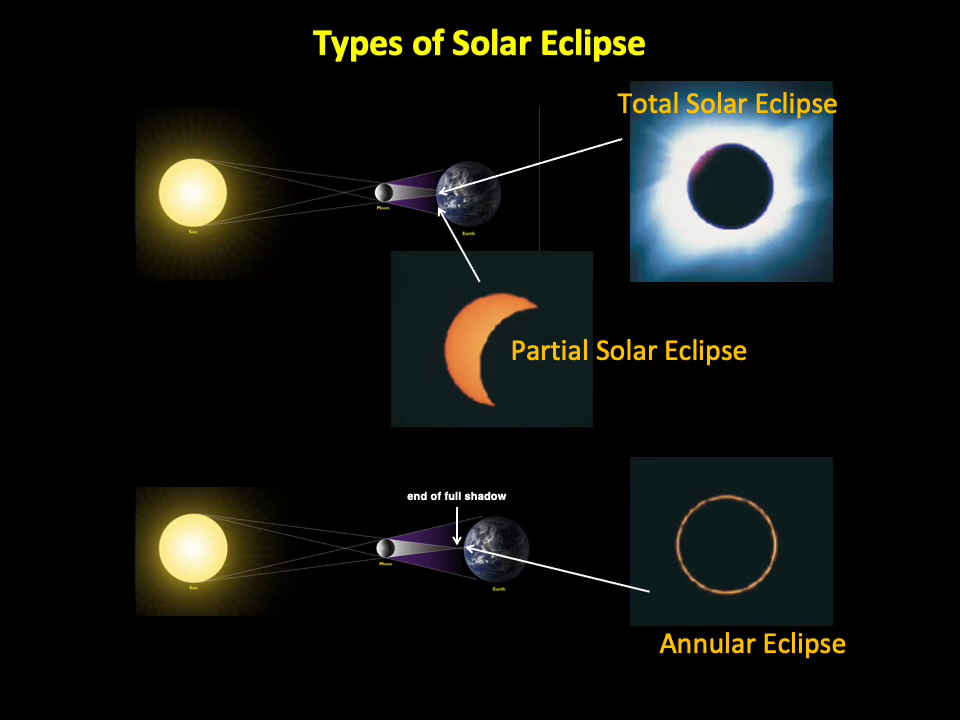 Types of Solar Eclipse
Total Solar Eclipse
Sun
Moon
Earth
Partial Solar Eclipse
end of full shadow
Sun
Moon
Earth
Annular Eclipse